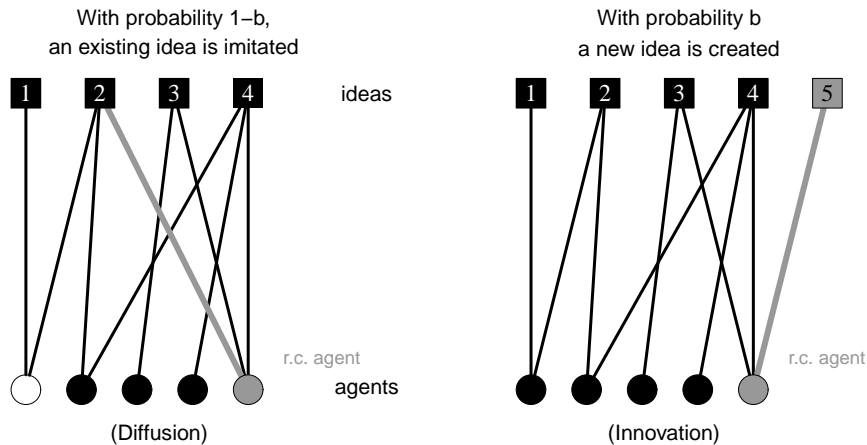 With probability 1−b,
an existing idea is imitated
1 2 3 4
ideas
r.c. agent
agents
(Diffusion)
With probability b
a new idea is created
1 2 3 4 5
r.c. agent
(Innovation)